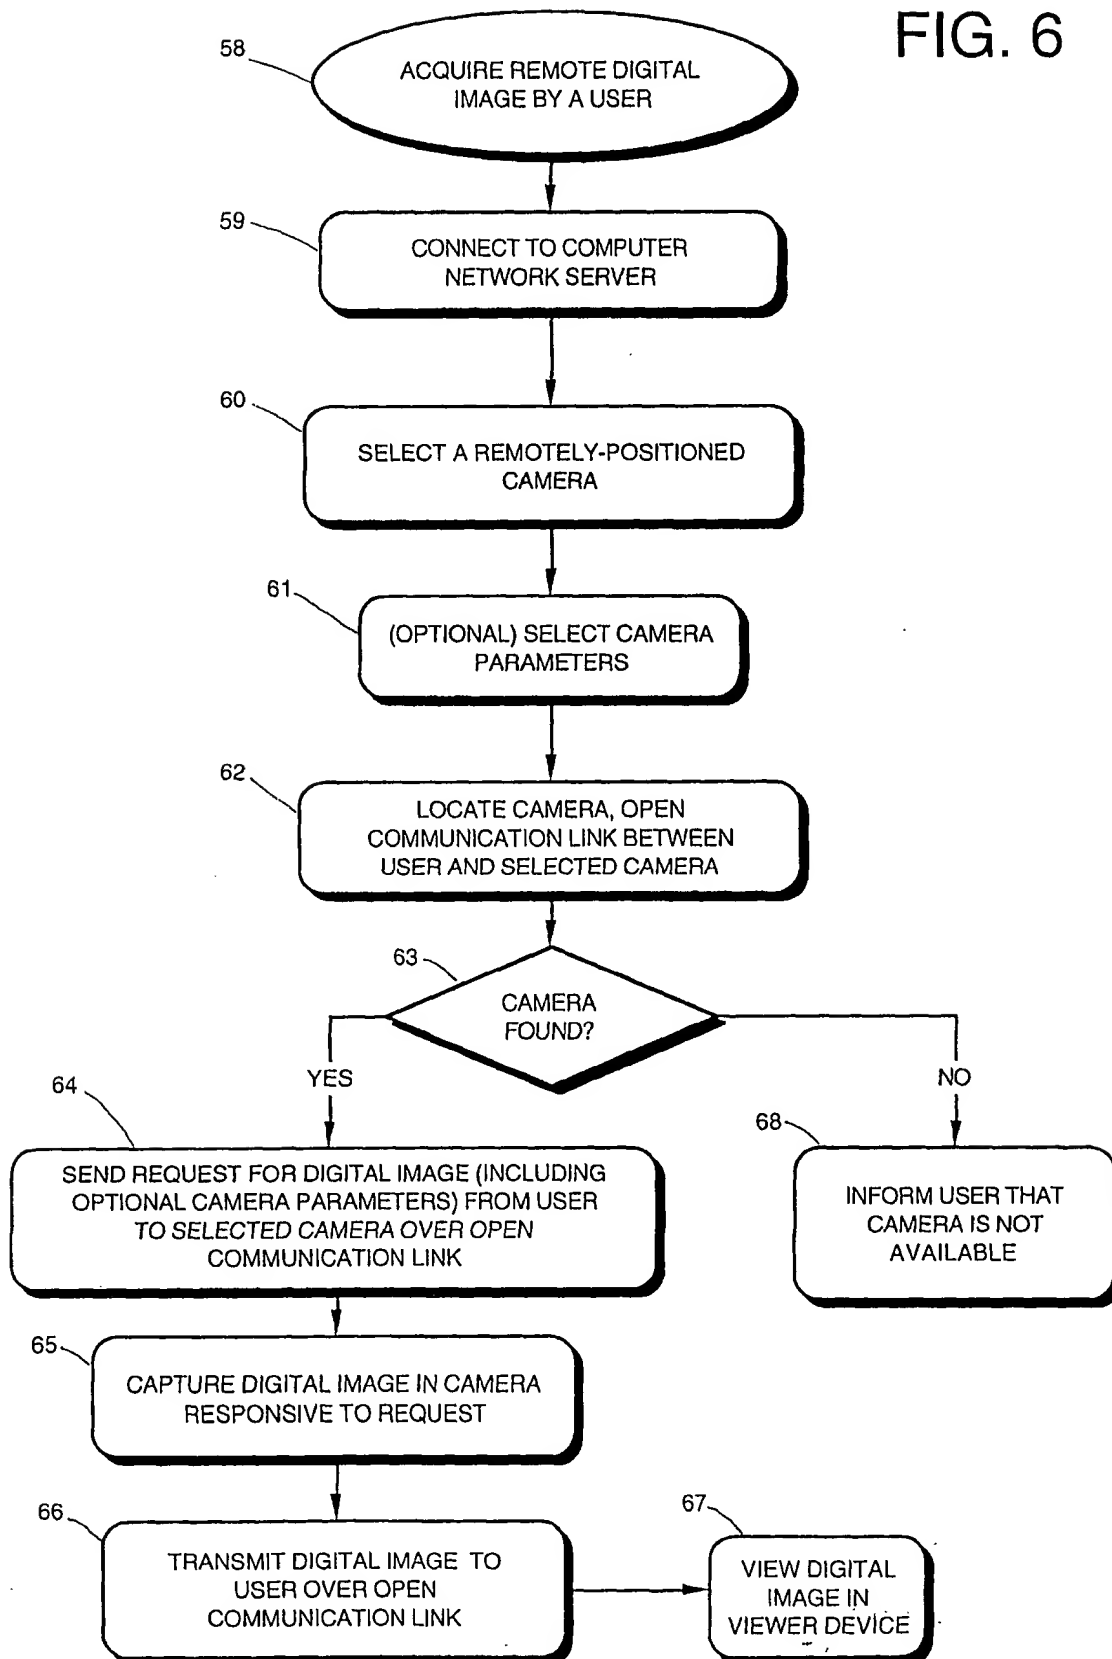 FIG. 6
58
ACQUIRE REMOTE DIGITAL
IMAGE BY A USER
59
CONNECT TO COMPUTER
NETWORK SERVER
60
SELECT A REMOTELY-POSITIONED
CAMERA
61
(OPTIONAL) SELECT CAMERA
PARAMETERS
62
LOCATE CAMERA, OPEN
COMMUNICATION LINK BETWEEN
USER AND SELECTED CAMERA
63
CAMERA
FOUND?
YES
NO
64
SEND REQUEST FOR DIGITAL IMAGE (INCLUDING
OPTIONAL CAMERA PARAMETERS) FROM USER
TO SELECTED CAMERA OVER OPEN
COMMUNICATION LINK
68
INFORM USER THAT
CAMERA IS NOT
AVAILABLE
65
CAPTURE DIGITAL IMAGE IN CAMERA
RESPONSIVE TO REQUEST
66
TRANSMIT DIGITAL IMAGE TO
USER OVER OPEN
COMMUNICATION LINK
67
VIEW DIGITAL
IMAGE IN
VIEWER DEVICE